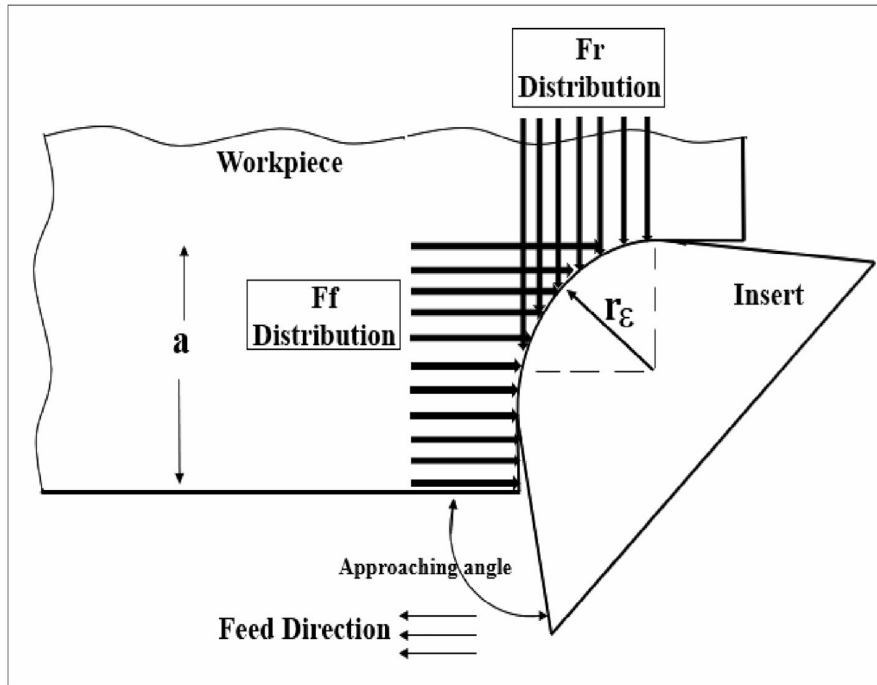 Fr
Distribution
Workpiece
Ff
Distribution
a
rε
Insert
Approaching angle
Feed Direction